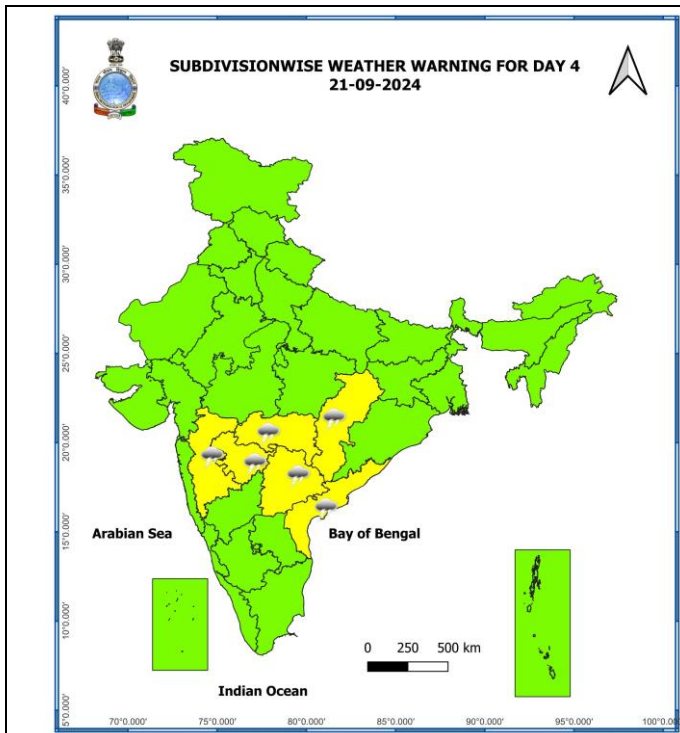 SUBDIVISIONWISE WEATHER WARNING FOR DAY 4
21-09-2024
40°0.000'
35°0.000'
30°0.000'
25°0.000'
20°0.000'
15°0.000'
10°0.000'
5°0.000'
Arabian Sea
Bay of Bengal
0 250 500 km
Indian Ocean
70°0.000' 75°0.000' 80°0.000' 85°0.000' 90°0.000' 95°0.000' 100°0.000'